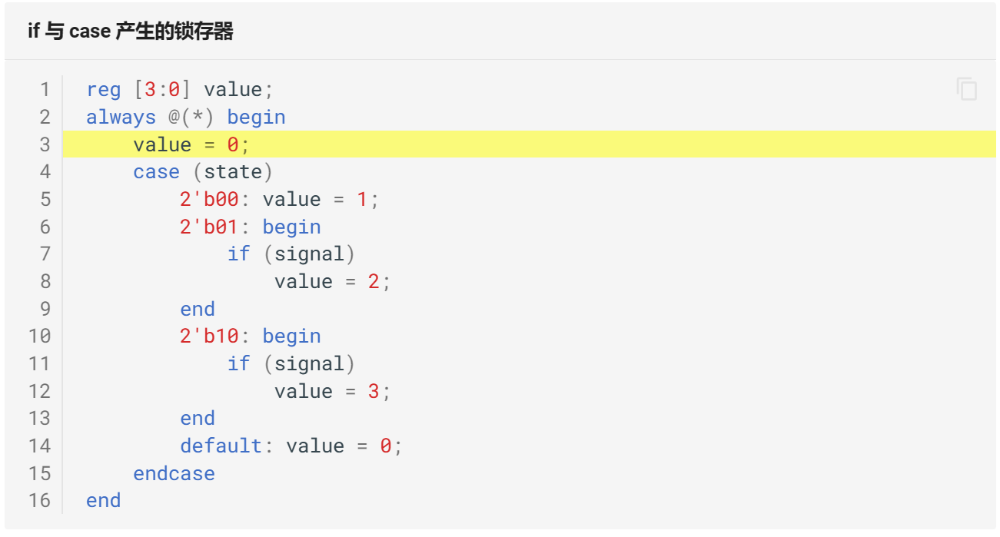 if 与 case 产生的锁存器
1 reg [3:0] value;
2 always @(*) begin
3     value = 0;
4     case (state)
5         2'b00: value = 1;
6         2'b01: begin
7             if (signal)
8                 value = 2;
9         end
10         2'b10: begin
11             if (signal)
12                 value = 3;
13         end
14         default: value = 0;
15     endcase
16 end